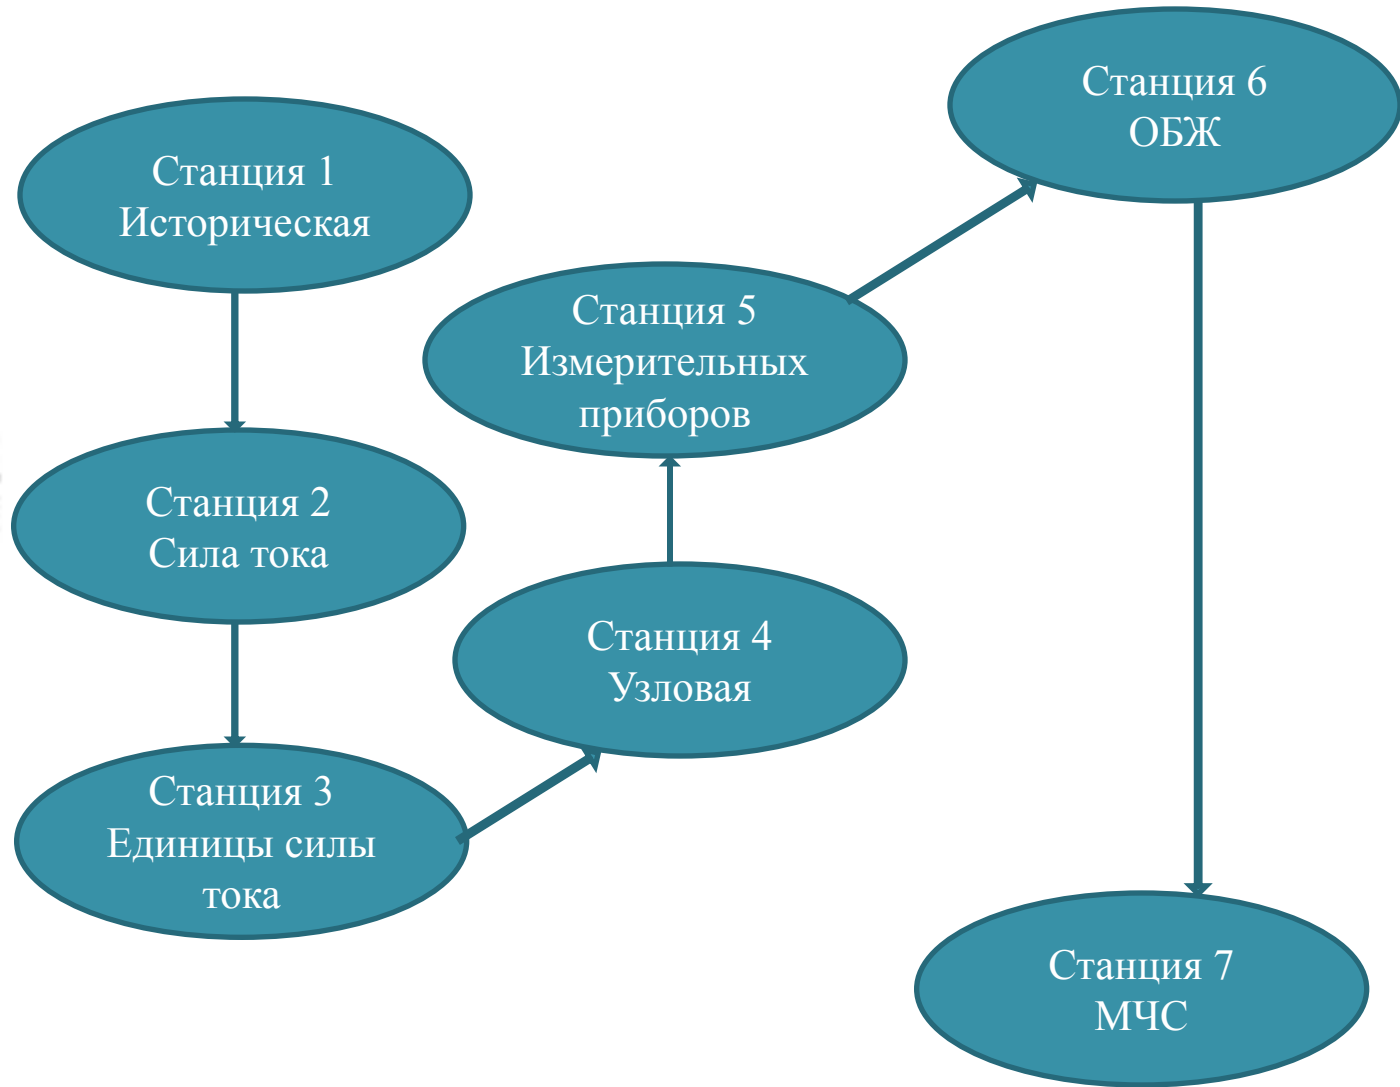 Станция 1
Историческая
Станция 2
Сила тока
Станция 3
Единицы силы
тока
Станция 4
Узловая
Станция 5
Измерительных
приборов
Станция 6
ОБЖ
Станция 7
МЧС